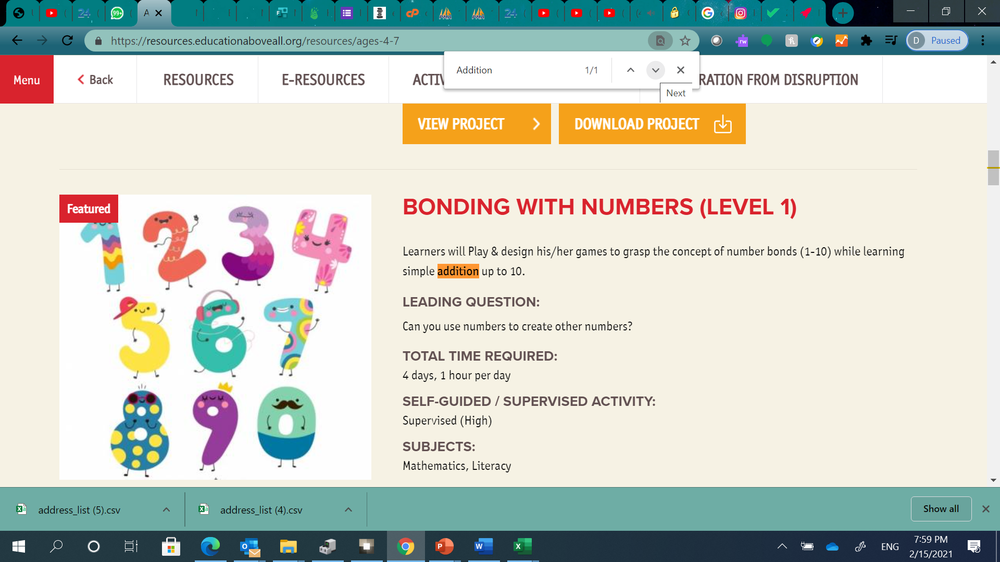 99+
A
https://resources.educationaboveall.org/resources/ages-4-7
D Paused
Addition 1/1
Next
Menu
Back
RESOURCES
E-RESOURCES
ACTIV
RATION FROM DISRUPTION
VIEW PROJECT
DOWNLOAD PROJECT
Featured
1 2 3 4
5 6 7
8 9 0
BONDING WITH NUMBERS (LEVEL 1)
Learners will Play & design his/her games to grasp the concept of number bonds (1-10) while learning
simple addition up to 10.
LEADING QUESTION:
Can you use numbers to create other numbers?
TOTAL TIME REQUIRED:
4 days, 1 hour per day
SELF-GUIDED / SUPERVISED ACTIVITY:
Supervised (High)
SUBJECTS:
Mathematics, Literacy
address_list (5).csv
address_list (4).csv
Show all
ENG
7:59 PM
2/15/2021